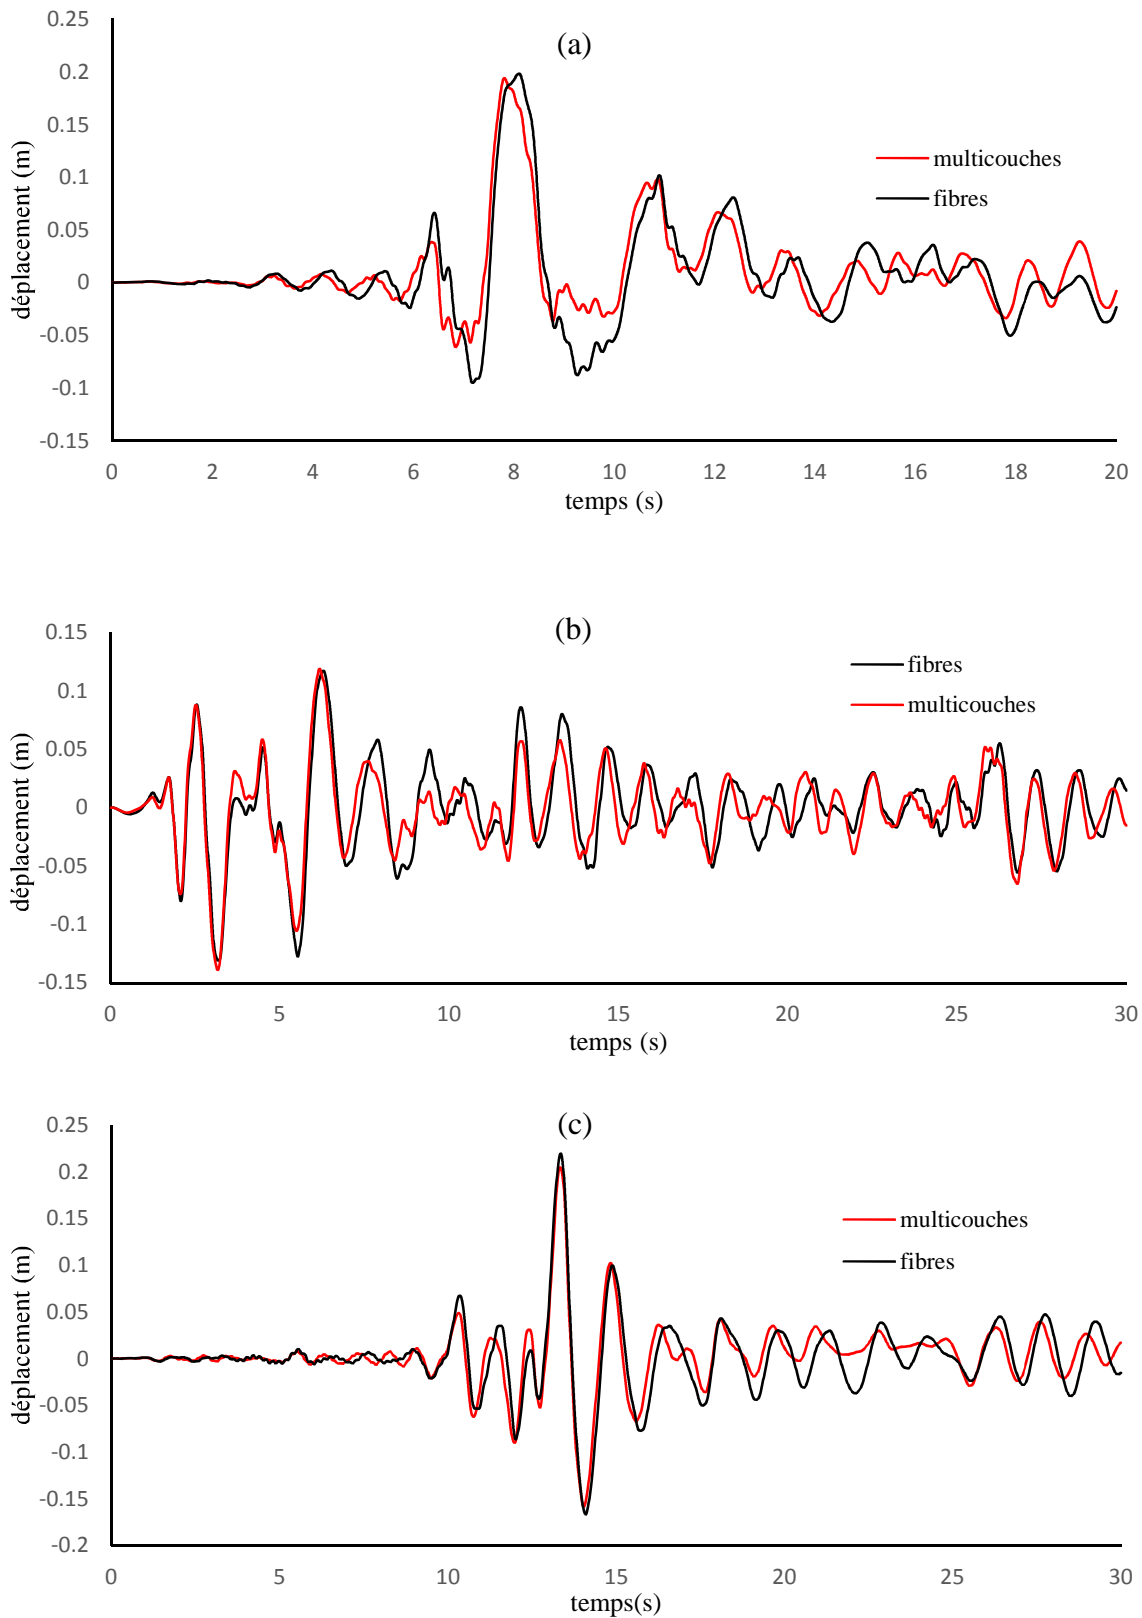 (a)
0.25
0.2
0.15
0.1
0.05
0
-0.05
-0.1
-0.15
déplacement (m)
multicouches
fibres
0 2 4 6 8 10 12 14 16 18 20
temps (s)
(b)
0.15
0.1
0.05
0
-0.05
-0.1
-0.15
déplacement (m)
fibres
multicouches
0 5 10 15 20 25 30
temps (s)
(c)
0.25
0.2
0.15
0.1
0.05
0
-0.05
-0.1
-0.15
-0.2
déplacement (m)
multicouches
fibres
0 5 10 15 20 25 30
temps(s)